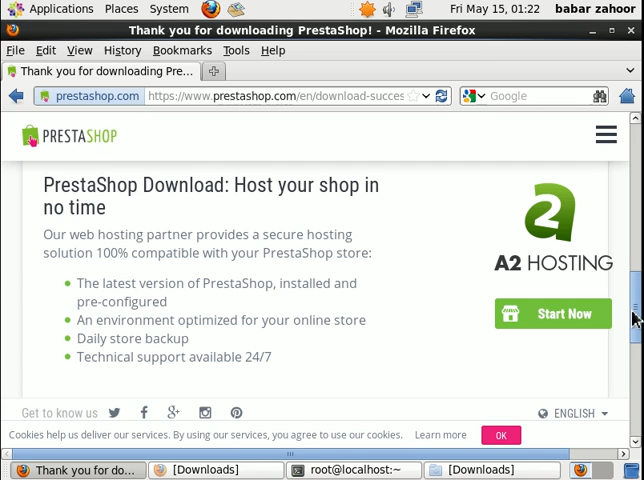 Applications Places System Fri May 15, 01:22 babar zahoor
Thank you for downloading PrestaShop! - Mozilla Firefox
File Edit View History Bookmarks Tools Help
Thank you for downloading Pre...
prestashop.com https://www.prestashop.com/en/download-succes Google
PRESTASHOP
PrestaShop Download: Host your shop in
no time
Our web hosting partner provides a secure hosting
solution 100% compatible with your PrestaShop store:
The latest version of PrestaShop, installed and
pre-configured
An environment optimized for your online store
Daily store backup
Technical support available 24/7
a
A2 HOSTING
Start Now
Get to know us ENGLISH
Cookies help us deliver our services. By using our services, you agree to use our cookies. Learn more OK
Thank you for do... [Downloads] root@localhost:~ [Downloads]